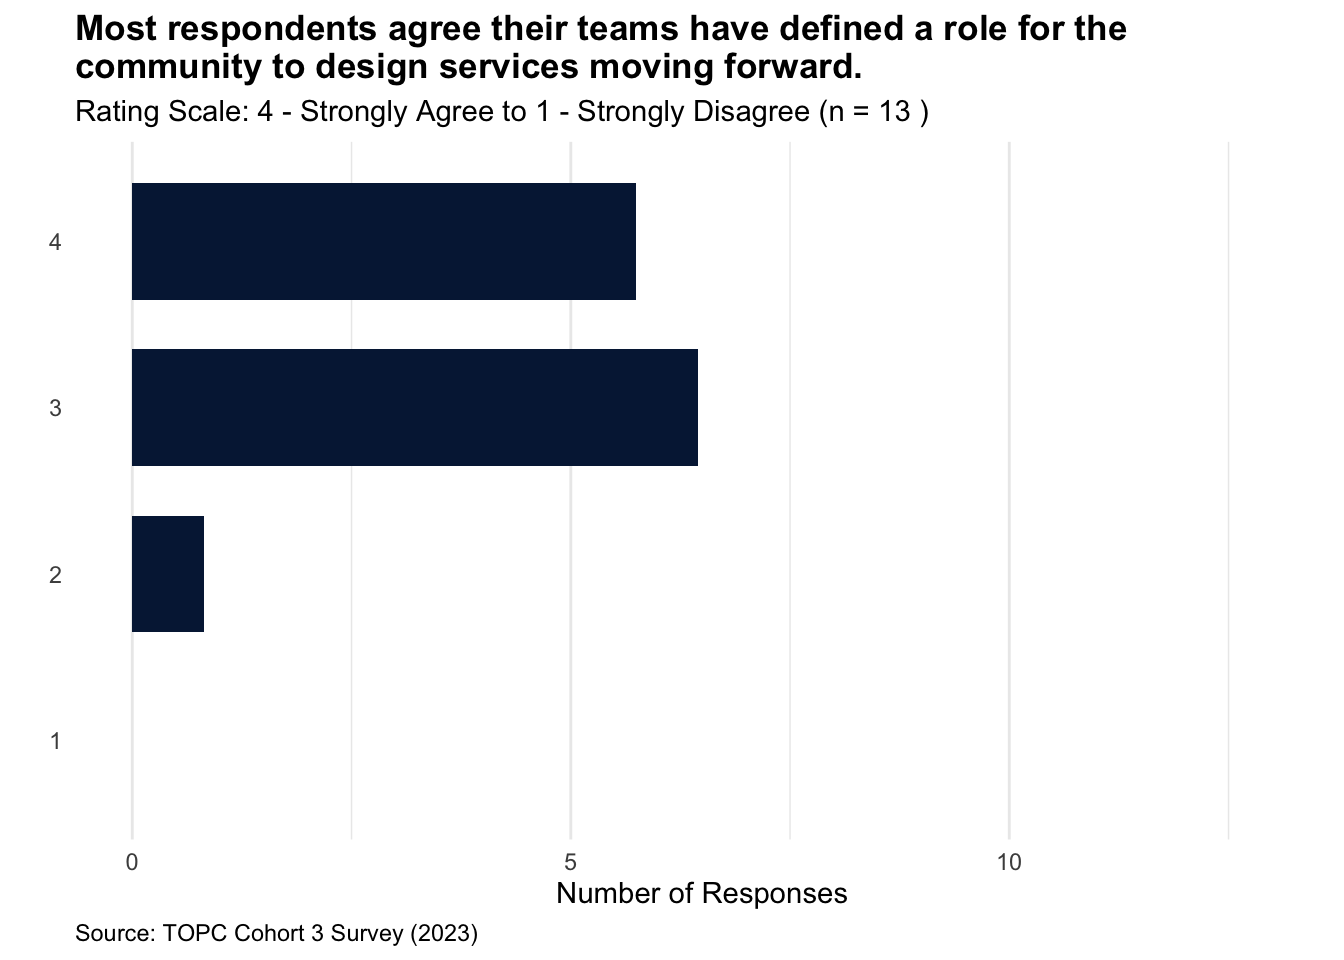 Most respondents agree their teams have defined a role for the
community to design services moving forward.
Rating Scale: 4 - Strongly Agree to 1 - Strongly Disagree (n = 13 )
4
3
2
1
0 5 10
Number of Responses
Source: TOPC Cohort 3 Survey (2023)